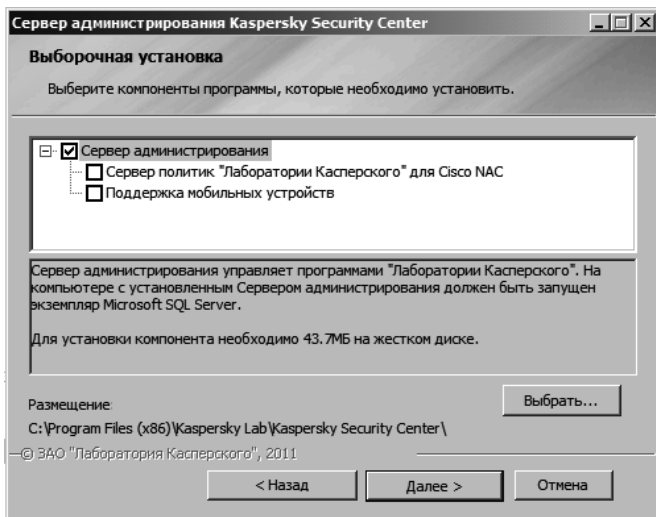 Сервер администрирования Kaspersky Security Center
Выборочная установка
Выберите компоненты программы, которые необходимо установить.
Сервер администрирования
Сервер политик "Лаборатории Касперского" для Cisco NAC
Поддержка мобильных устройств
Сервер администрирования управляет программами "Лаборатории Касперского". На
компьютере с установленным Сервером администрирования должен быть запущен
экземпляр Microsoft SQL Server.
Для установки компонента необходимо 43.7МБ на жестком диске.
Размещение:
Выбрать...
C:\Program Files (x86)\Kaspersky Lab\Kaspersky Security Center\
© ЗАО "Лаборатория Касперского", 2011
< Назад
Далее >
Отмена